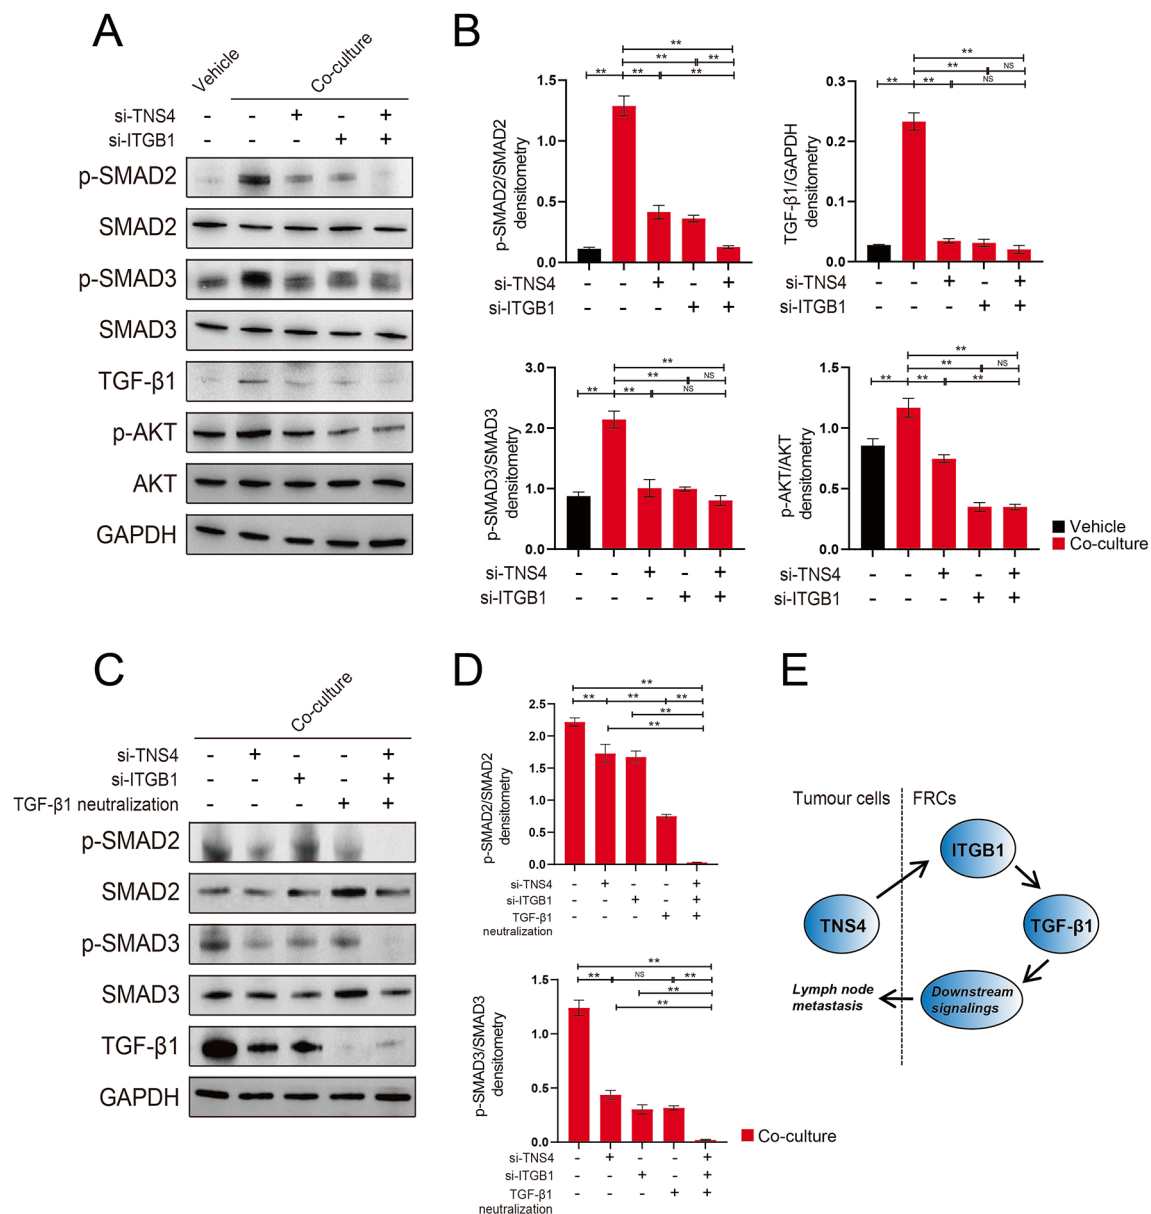 A
Vehicle
Co-culture
si-TNS4 - - + - +
si-ITGB1 - - - + +
p-SMAD2
SMAD2
p-SMAD3
SMAD3
TGF-β1
p-AKT
AKT
GAPDH
B
**
** **
** ** **
p-SMAD2/SMAD2
densitometry
1.5
1.0
0.5
0.0
si-TNS4 - - + - +
si-ITGB1 - - - + +
**
** NS
** ** NS
TGF-β1/GAPDH
densitometry
0.3
0.2
0.1
0.0
si-TNS4 - - + - +
si-ITGB1 - - - + +
**
** NS
** ** NS
p-SMAD3/SMAD3
densitometry
3.0
2.0
1.0
0.0
si-TNS4 - - + - +
si-ITGB1 - - - + +
**
** NS
** ** **
p-AKT/AKT
densitometry
1.5
1.0
0.5
0.0
si-TNS4 - - + - +
si-ITGB1 - - - + +
Vehicle
Co-culture
C
Co-culture
si-TNS4 - + - - +
si-ITGB1 - - + - +
TGF-β1 neutralization - - - + +
p-SMAD2
SMAD2
p-SMAD3
SMAD3
TGF-β1
GAPDH
D
**
** ** **
**
**
p-SMAD2/SMAD2
densitometry
2.5
2.0
1.5
1.0
0.5
0.0
si-TNS4 - + - - +
si-ITGB1 - - + - +
TGF-β1 - - - + +
neutralization
**
** NS **
**
**
p-SMAD3/SMAD3
densitometry
1.5
1.0
0.5
0.0
si-TNS4 - + - - +
si-ITGB1 - - + - +
TGF-β1 - - - + +
neutralization
Co-culture
E
Tumour cells FRCs
ITGB1
TNS4
TGF-β1
Downstream
signalings
Lymph node
metastasis